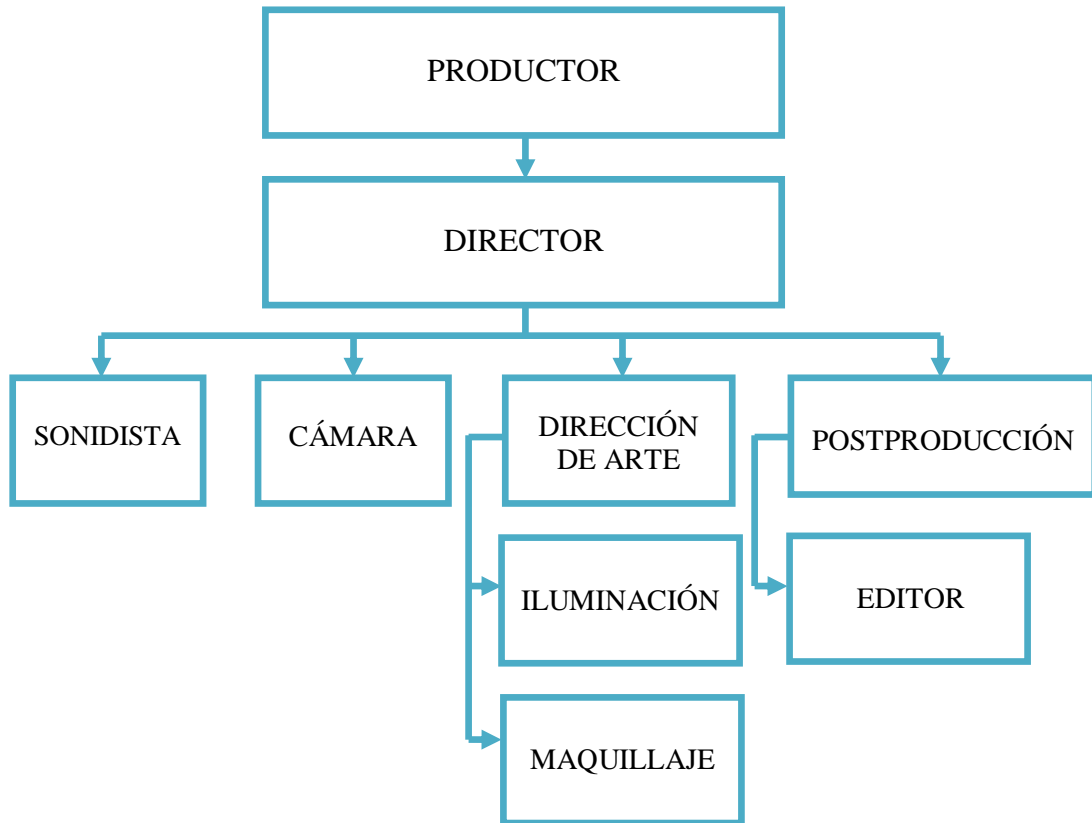 PRODUCTOR
DIRECTOR
SONIDISTA
CÁMARA
DIRECCIÓN
DE ARTE
POSTPRODUCCIÓN
ILUMINACIÓN
EDITOR
MAQUILLAJE